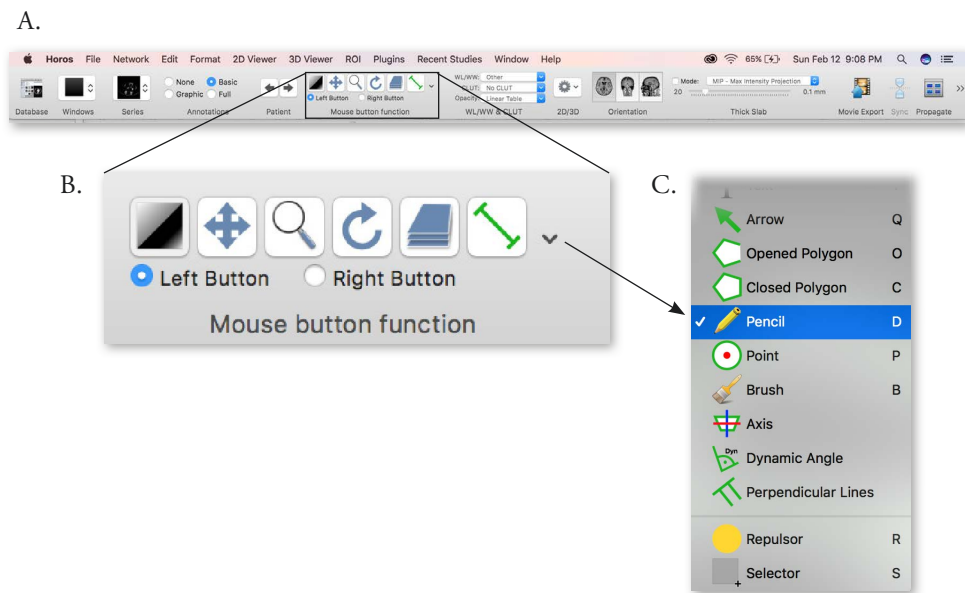 A.
Horos File Network Edit Format 2D Viewer 3D Viewer ROI Plugins Recent Studies Window Help 65% Sun Feb 12 9:08 PM
None Basic
Graphic Full
Left Button Right Button
WL/WW: Other
CLUT: No CLUT
Opacity: Linear Table
Mode: MIP - Max Intensity Projection
20 0.1 mm
Database Windows Series Annotations Patient Mouse button function WL/WW & CLUT 2D/3D Orientation Thick Slab Movie Export Sync Propagate
B.
Left Button Right Button
Mouse button function
C.
Arrow Q
Opened Polygon O
Closed Polygon C
Pencil D
Point P
Brush B
Axis
Dyn
Dynamic Angle
Perpendicular Lines
Repulsor R
Selector S